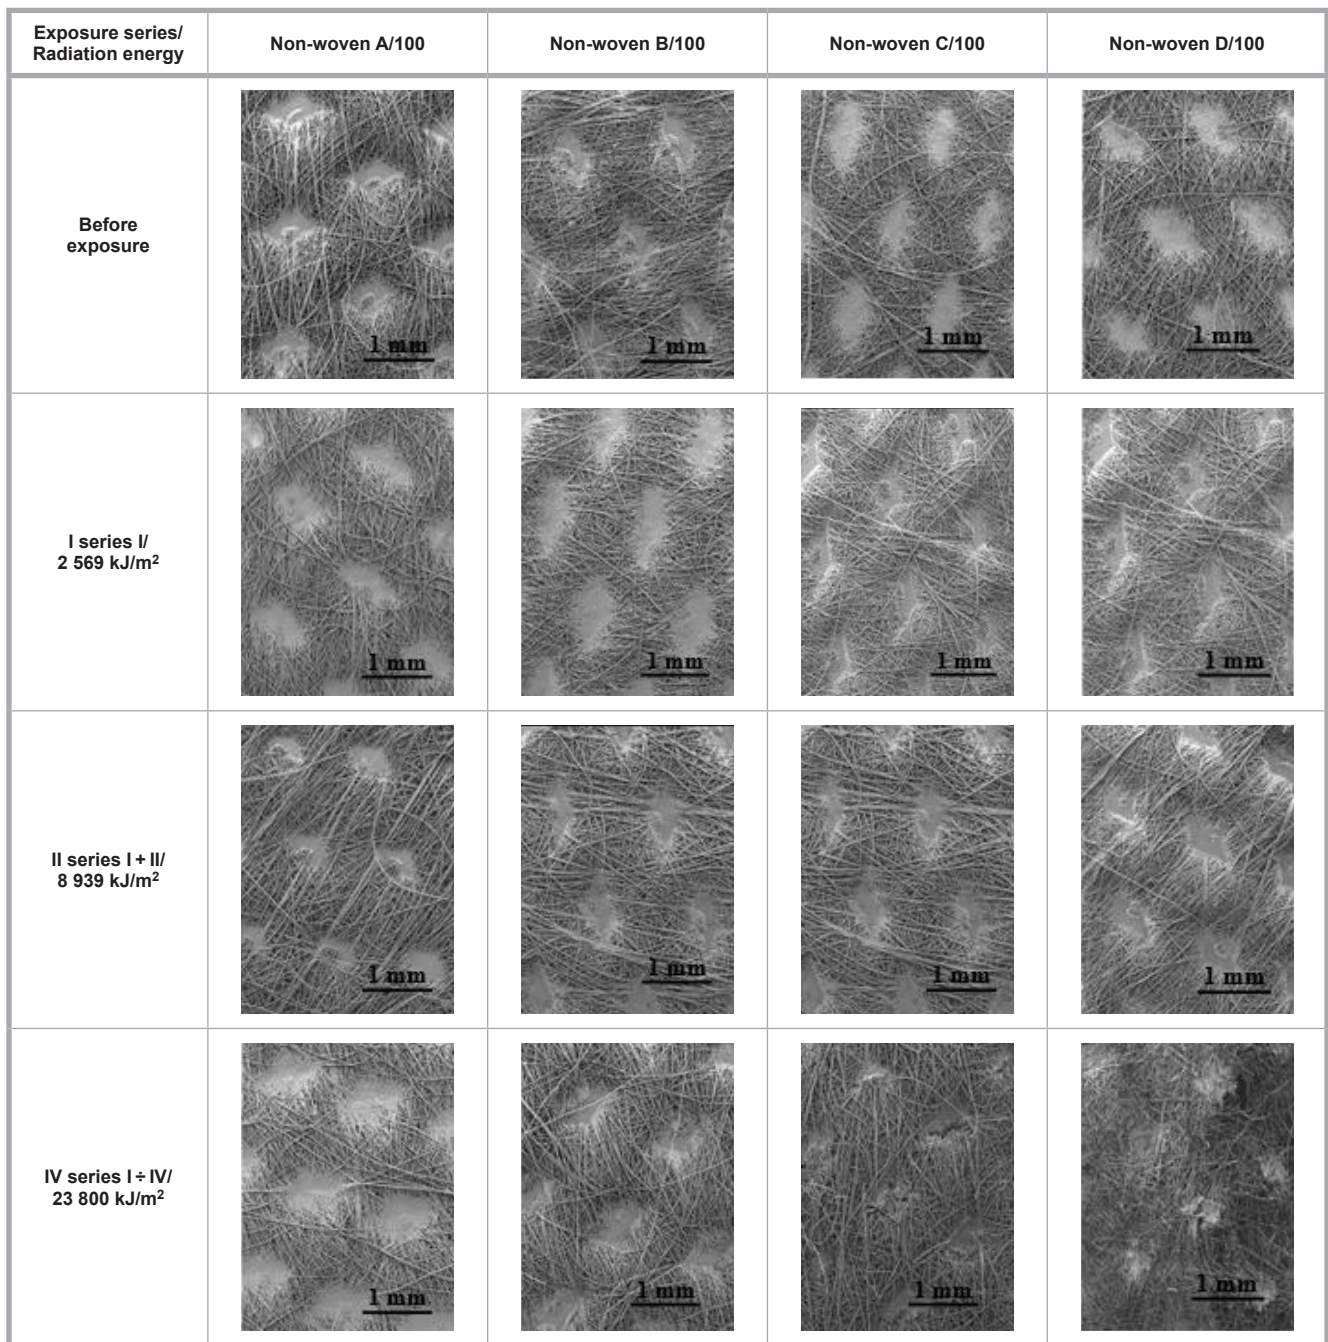 Exposure series/
Radiation energy
Non-woven A/100
Non-woven B/100
Non-woven C/100
Non-woven D/100
Before
exposure
1 mm
1 mm
1 mm
1 mm
I series I/
2 569 kJ/m²
1 mm
1 mm
1 mm
1 mm
II series I + II/
8 939 kJ/m²
1 mm
1 mm
1 mm
1 mm
IV series I ÷ IV/
23 800 kJ/m²
1 mm
1 mm
1 mm
1 mm